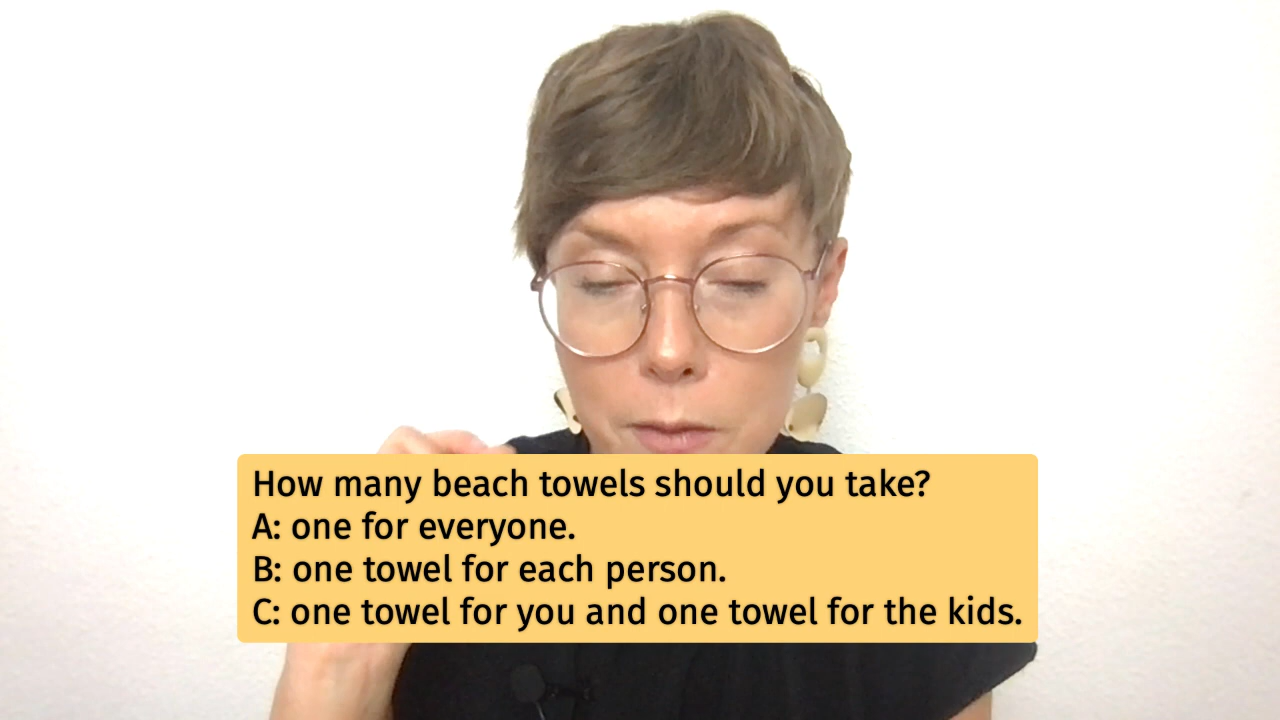 How many beach towels should you take?
A: one for everyone.
B: one towel for each person.
C: one towel for you and one towel for the kids.